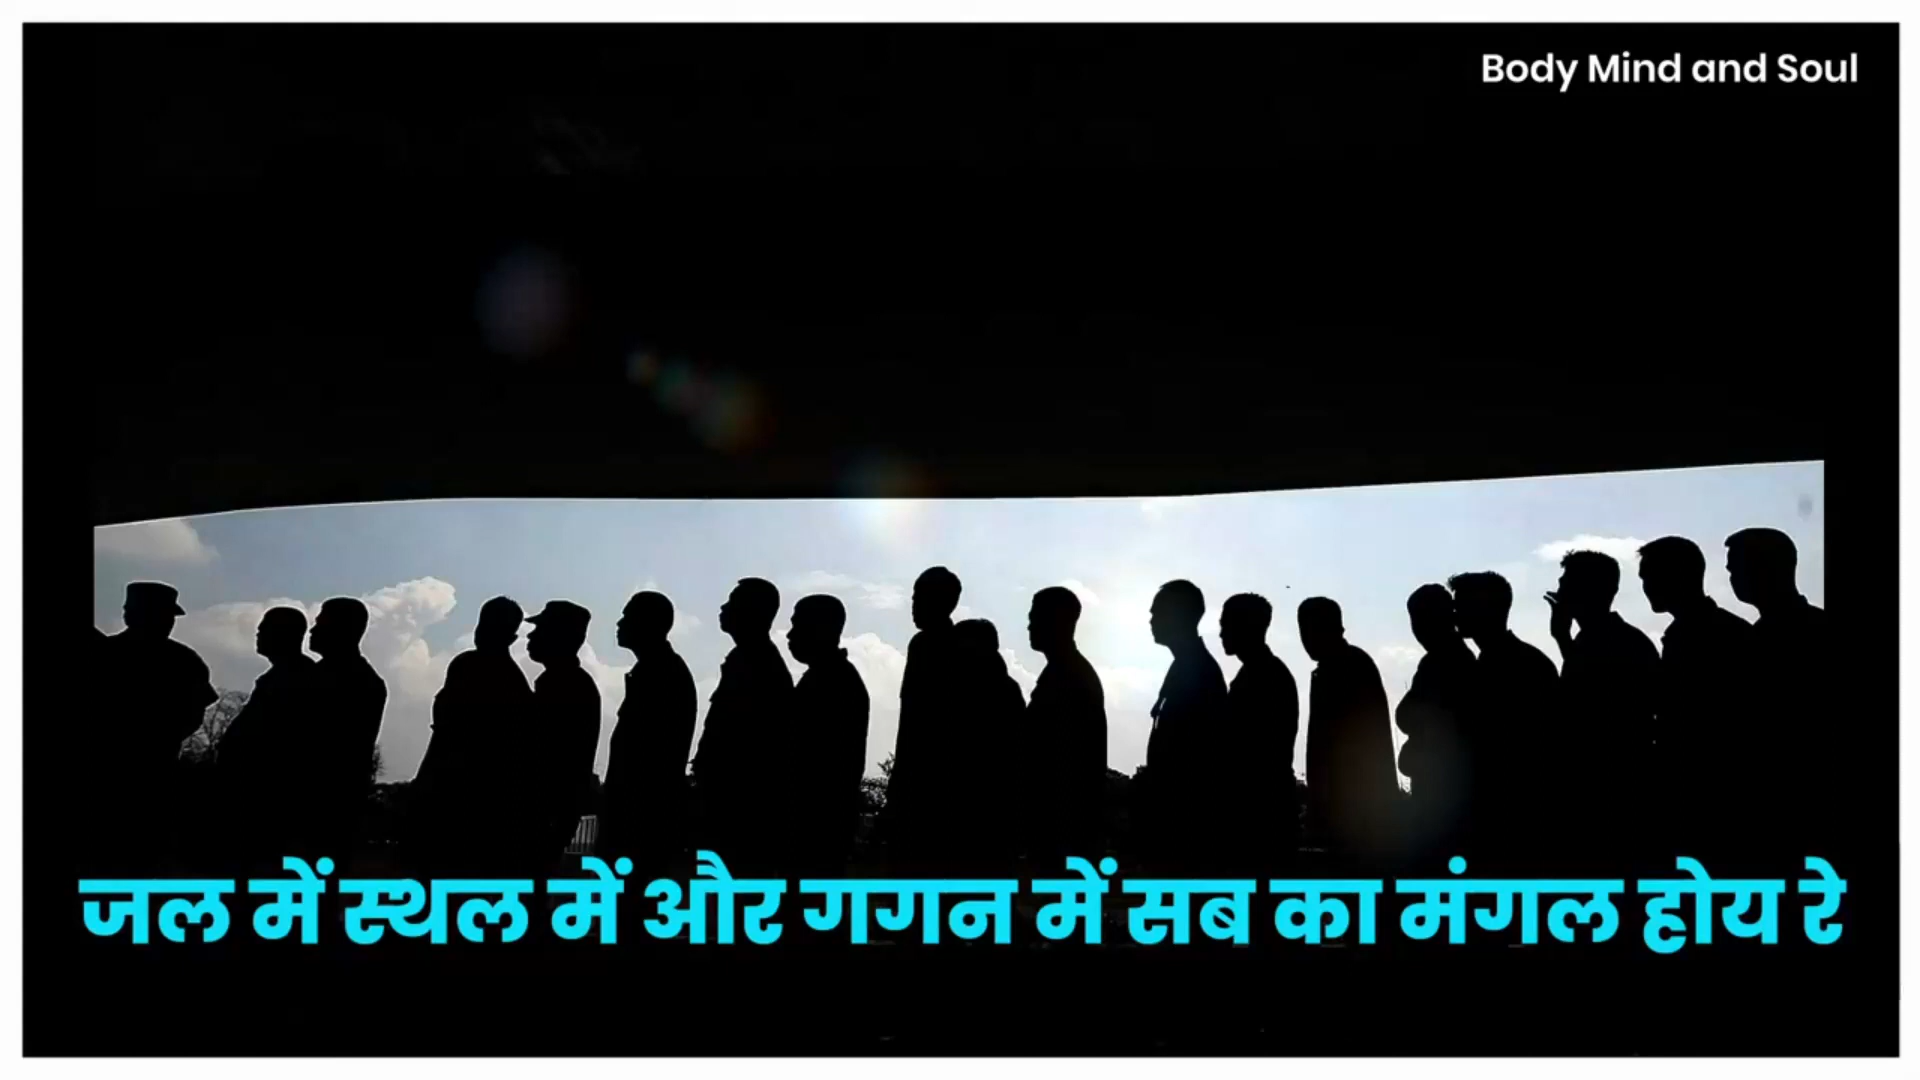 Body Mind and Soul
जल में स्थल में और गगन में सब का मंगल होय रे